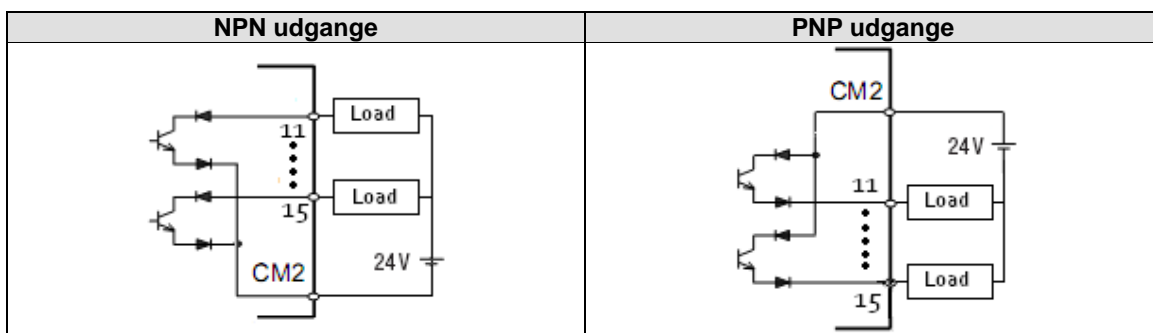 NPN udgange
PNP udgange
Load
11
Load
15
CM2
24V
CM2
24V
11
Load
Load
15